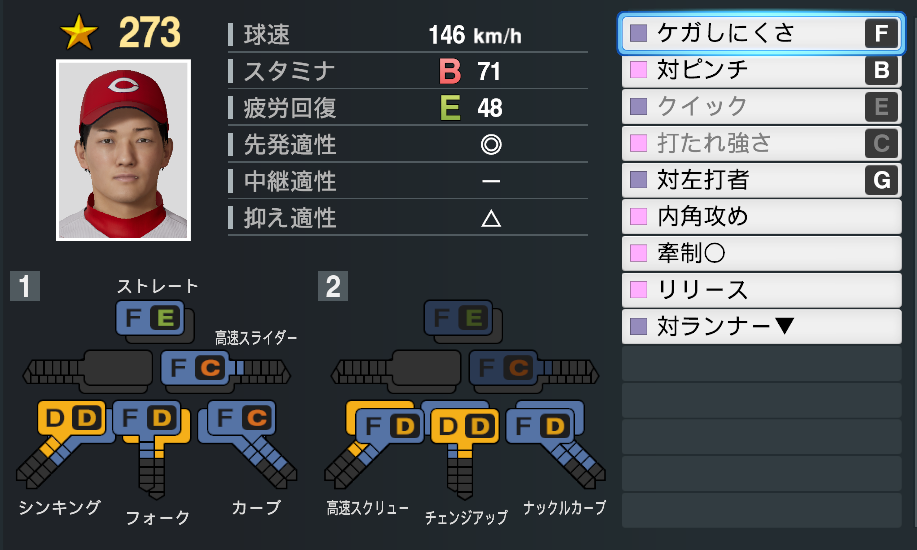 273
球速 146 km/h
スタミナ B 71
疲労回復 E 48
先発適性 ◎
中継適性 －
抑え適性 △
C
ケガしにくさ F
対ピンチ B
クイック E
打たれ強さ C
対左打者 G
内角攻め
牽制〇
リリース
対ランナー▼
1
ストレート
F E
高速スライダー
F C
D D
F D
F C
シンキング
フォーク
カーブ
2
F E
F C
F D
D D
F D
高速スクリュー
チェンジアップ
ナックルカーブ